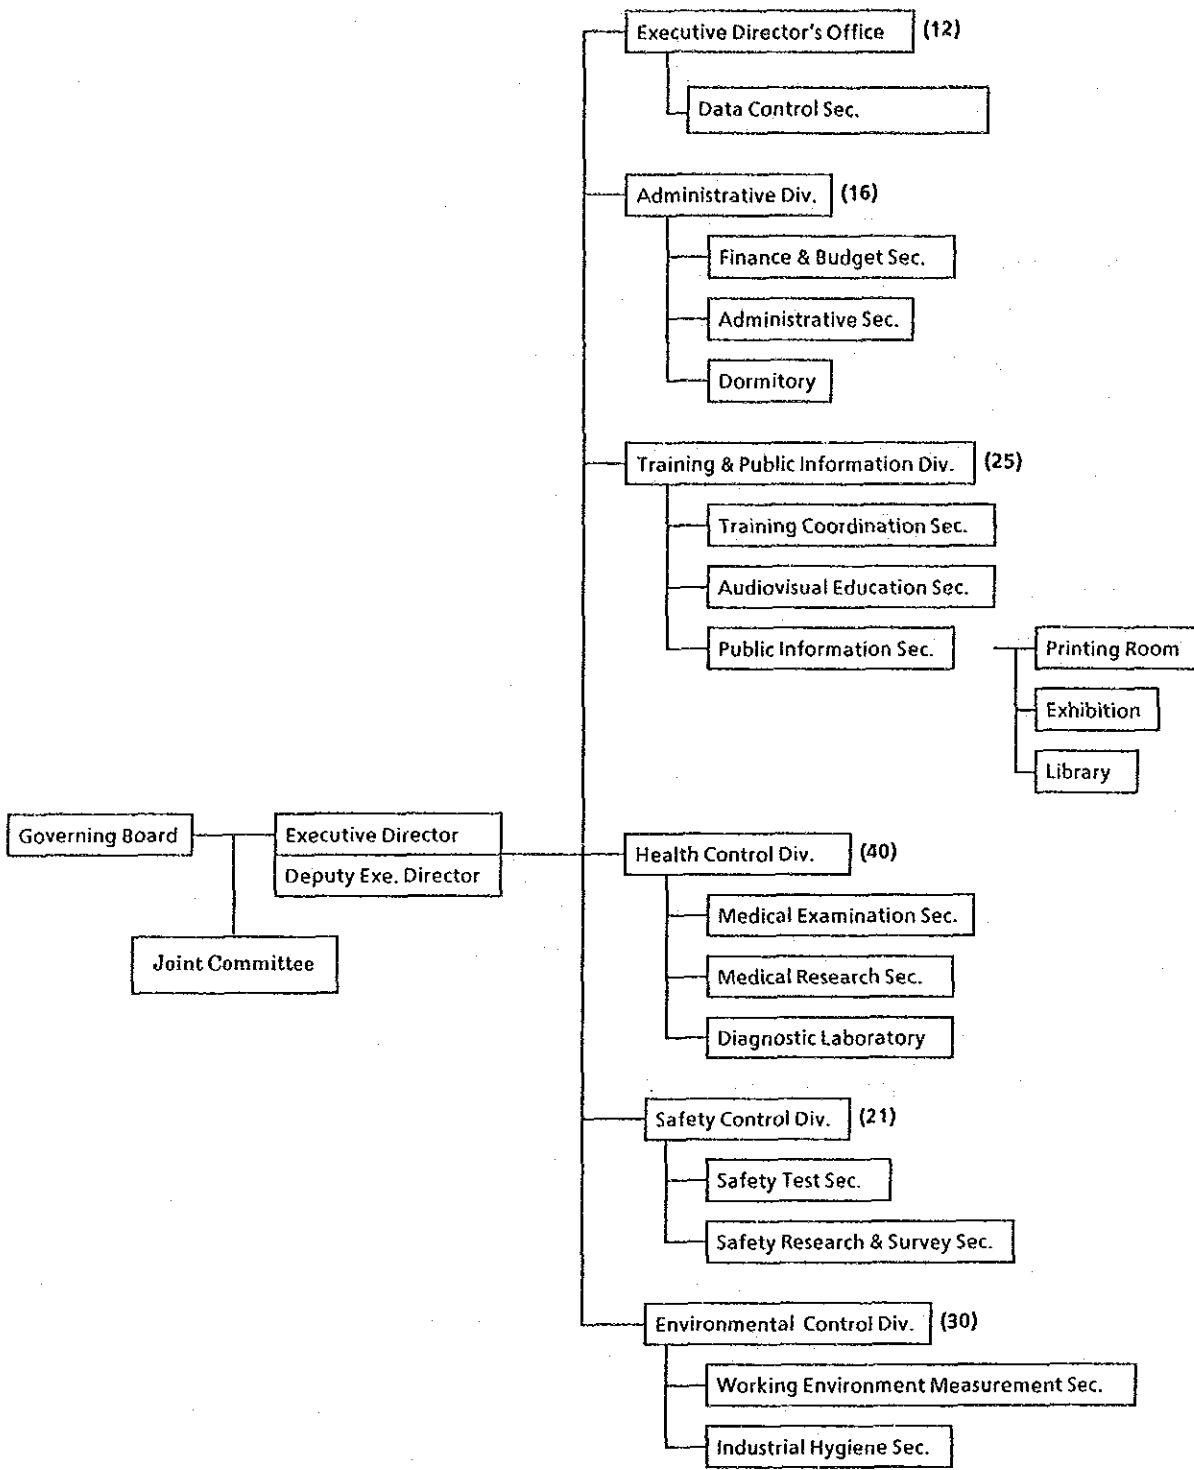 Executive Director's Office (12)
Data Control Sec.
Administrative Div. (16)
Finance & Budget Sec.
Administrative Sec.
Dormitory
Training & Public Information Div. (25)
Training Coordination Sec.
Audiovisual Education Sec.
Public Information Sec.
Printing Room
Exhibition
Library
Governing Board
Executive Director
Deputy Exe. Director
Joint Committee
Health Control Div. (40)
Medical Examination Sec.
Medical Research Sec.
Diagnostic Laboratory
Safety Control Div. (21)
Safety Test Sec.
Safety Research & Survey Sec.
Environmental Control Div. (30)
Working Environment Measurement Sec.
Industrial Hygiene Sec.